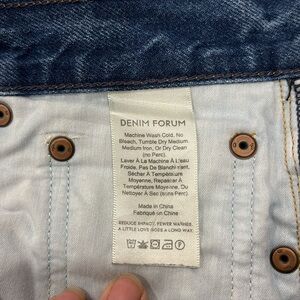 DENIM FORUM
Machine Wash Cold, No
Bleach, Tumble Dry Medium,
Medium Iron, Or Dry Clean
(no Perc).
Laver À La Machine À L'eau
Froide, Pas De Blanchiment,
Sécher À Température
Moyenne, Repassage À
Température Moyenne, Du
Nettoyer À Sec (sans Perc).
Made in China
Fabriqué en Chine
REDUCE IMPACT, FEWER WASHES.
A LITTLE LOVE GOES A LONG WAY.